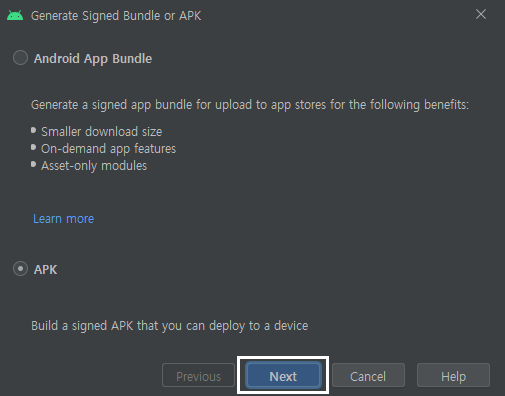 Generate Signed Bundle or APK
Android App Bundle
Generate a signed app bundle for upload to app stores for the following benefits:
Smaller download size
On-demand app features
Asset-only modules
Learn more
APK
Build a signed APK that you can deploy to a device
Previous Next Cancel Help